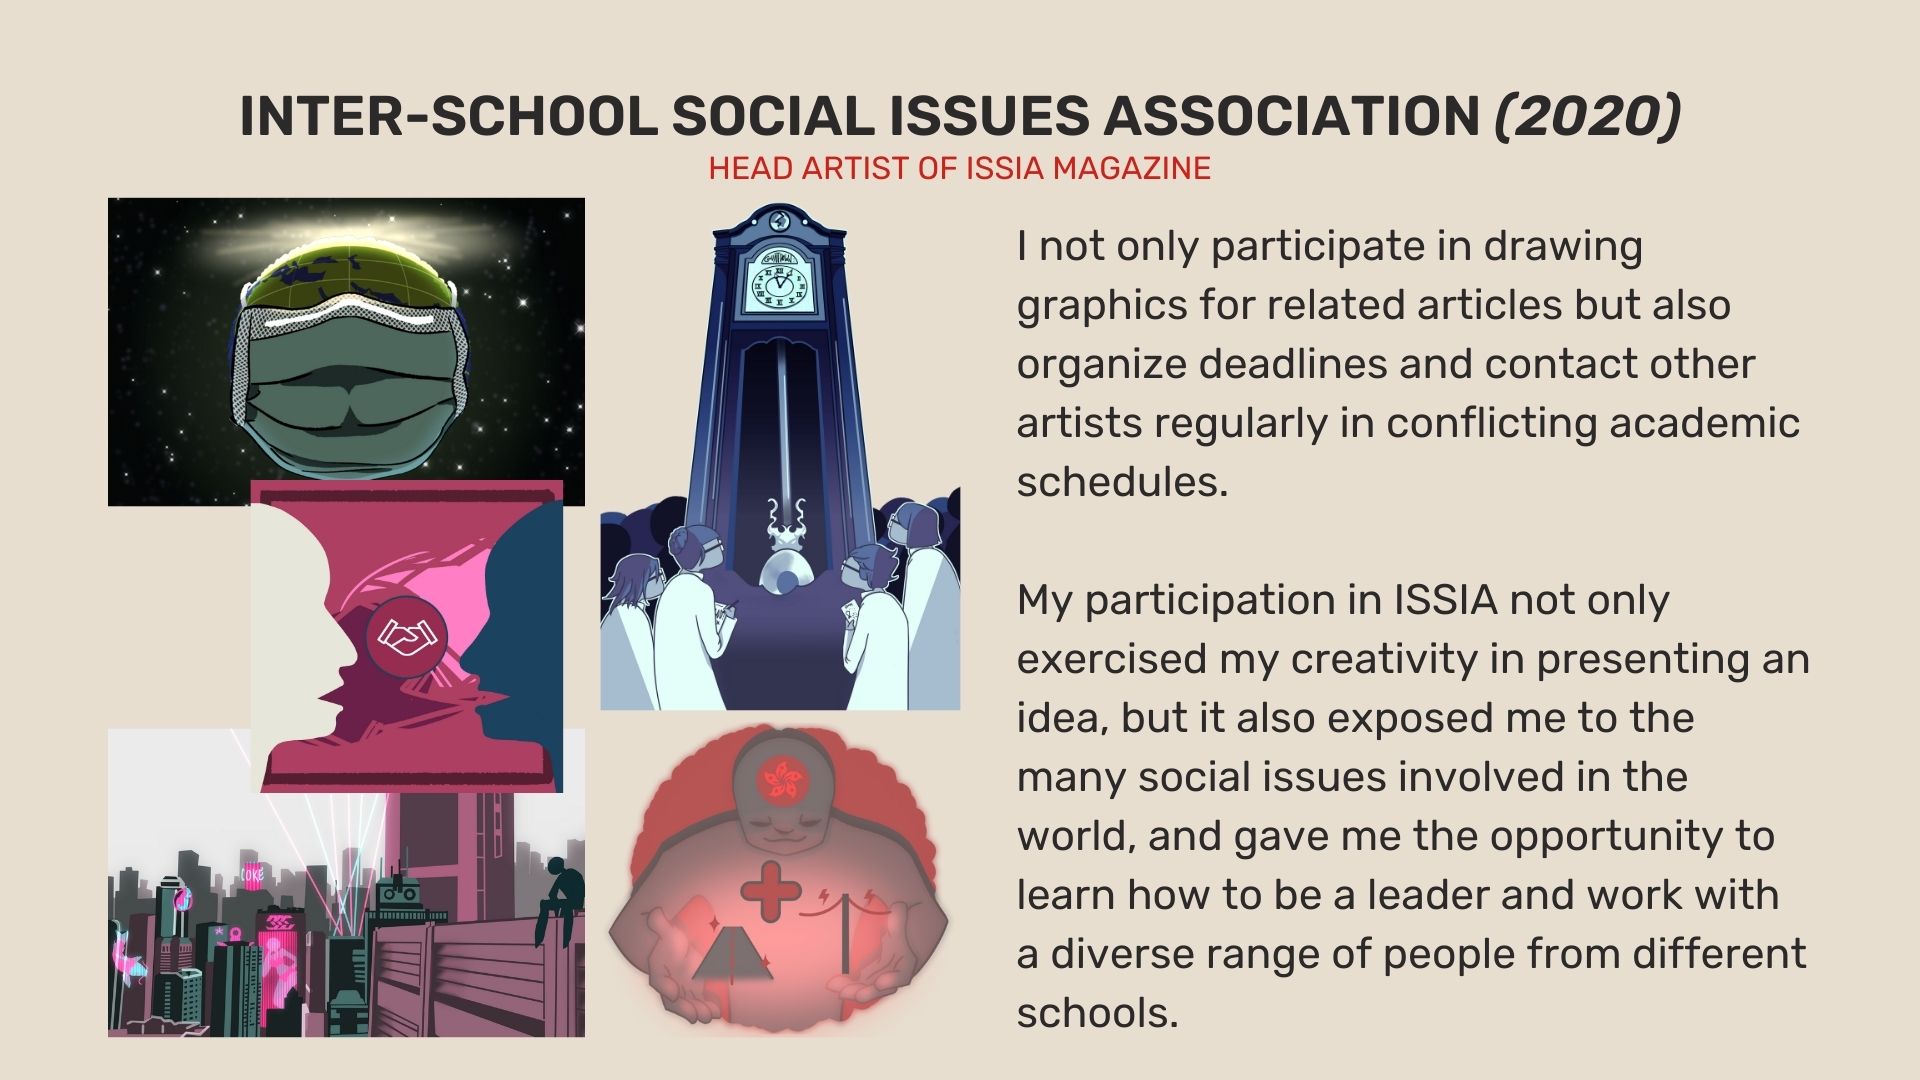 INTER-SCHOOL SOCIAL ISSUES ASSOCIATION (2020)
HEAD ARTIST OF ISSIA MAGAZINE
I not only participate in drawing
graphics for related articles but also
organize deadlines and contact other
artists regularly in conflicting academic
schedules.
My participation in ISSIA not only
exercised my creativity in presenting an
idea, but it also exposed me to the
many social issues involved in the
world, and gave me the opportunity to
learn how to be a leader and work with
a diverse range of people from different
schools.
COKE